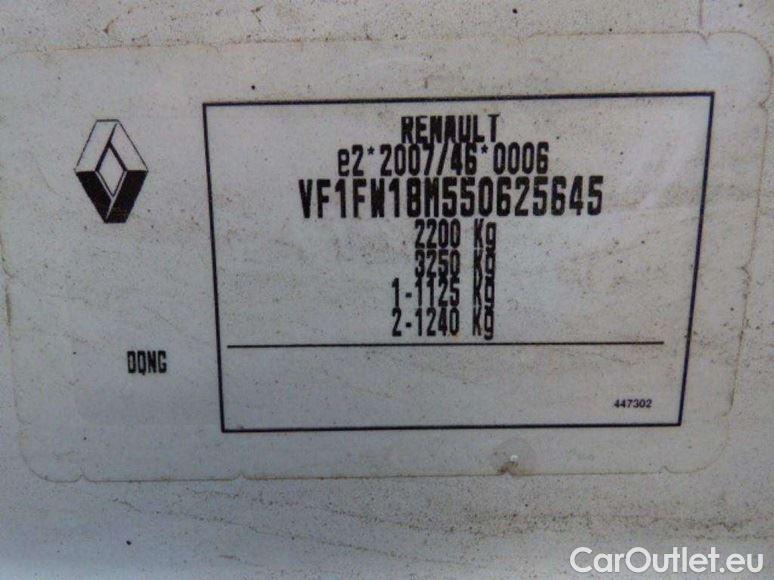 RENAULT
e2*2007/46*0006
VF1FW18M550625645
2200 Kg
3250 Kg
1-1125 Kg
2-1240 Kg
DQNG
447302
CarOutlet.eu